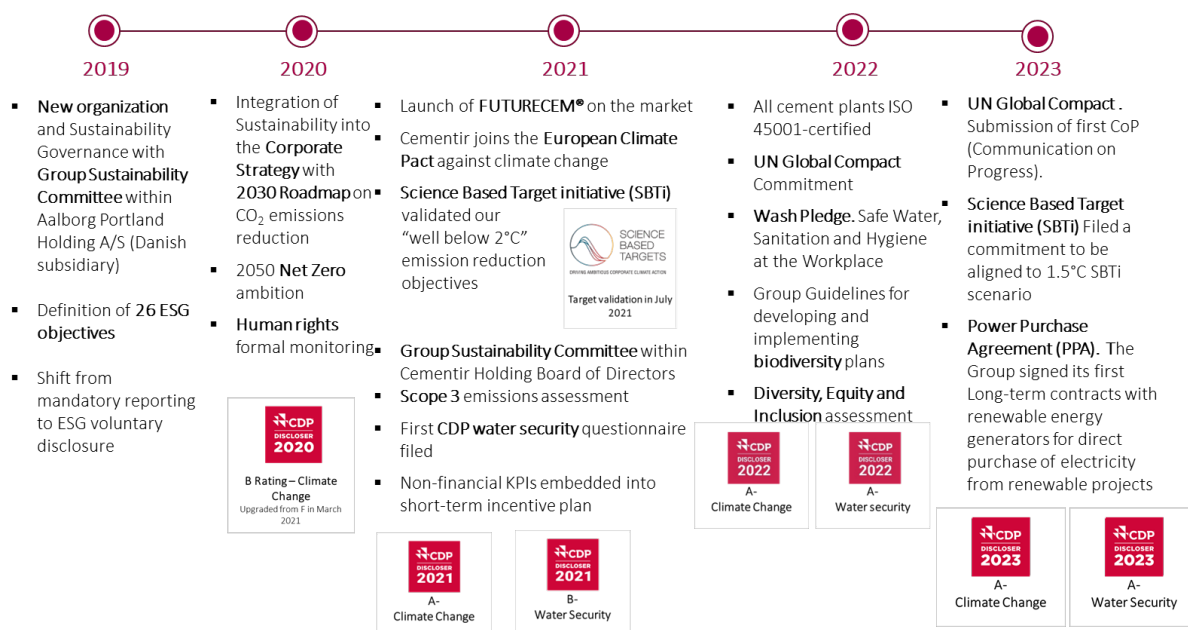 2019
New organization
and Sustainability
Governance with
Group Sustainability
Committee within
Aalborg Portland
Holding A/S (Danish
subsidiary)
Definition of 26 ESG
objectives
Shift from
mandatory reporting
to ESG voluntary
disclosure
2020
Integration of
Sustainability into
the Corporate
Strategy with
2030 Roadmap on
CO₂ emissions
reduction
2050 Net Zero
ambition
Human rights
formal monitoring
CDP
DISCLOSER
2020
B Rating – Climate
Change
Upgraded from F in March
2021
2021
Launch of FUTURECEM® on the market
Cementir joins the European Climate
Pact against climate change
Science Based Target initiative (SBTi)
validated our
“well below 2°C”
emission reduction
objectives
SCIENCE
BASED
TARGETS
DRIVING AMBITIOUS CORPORATE CLIMATE ACTION
Target validation in July
2021
Group Sustainability Committee within
Cementir Holding Board of Directors
Scope 3 emissions assessment
First CDP water security questionnaire
filed
Non-financial KPIs embedded into
short-term incentive plan
CDP
DISCLOSER
2021
A-
Climate Change
CDP
DISCLOSER
2021
B-
Water Security
2022
All cement plants ISO
45001-certified
UN Global Compact
Commitment
Wash Pledge. Safe Water,
Sanitation and Hygiene
at the Workplace
Group Guidelines for
developing and
implementing
biodiversity plans
Diversity, Equity and
Inclusion assessment
CDP
DISCLOSER
2022
A-
Climate Change
CDP
DISCLOSER
2022
A-
Water security
2023
UN Global Compact .
Submission of first CoP
(Communication on
Progress).
Science Based Target
initiative (SBTi) Filed a
commitment to be
aligned to 1.5°C SBTi
scenario
Power Purchase
Agreement (PPA). The
Group signed its first
Long-term contracts with
renewable energy
generators for direct
purchase of electricity
from renewable projects
CDP
DISCLOSER
2023
A-
Climate Change
CDP
DISCLOSER
2023
A-
Water Security